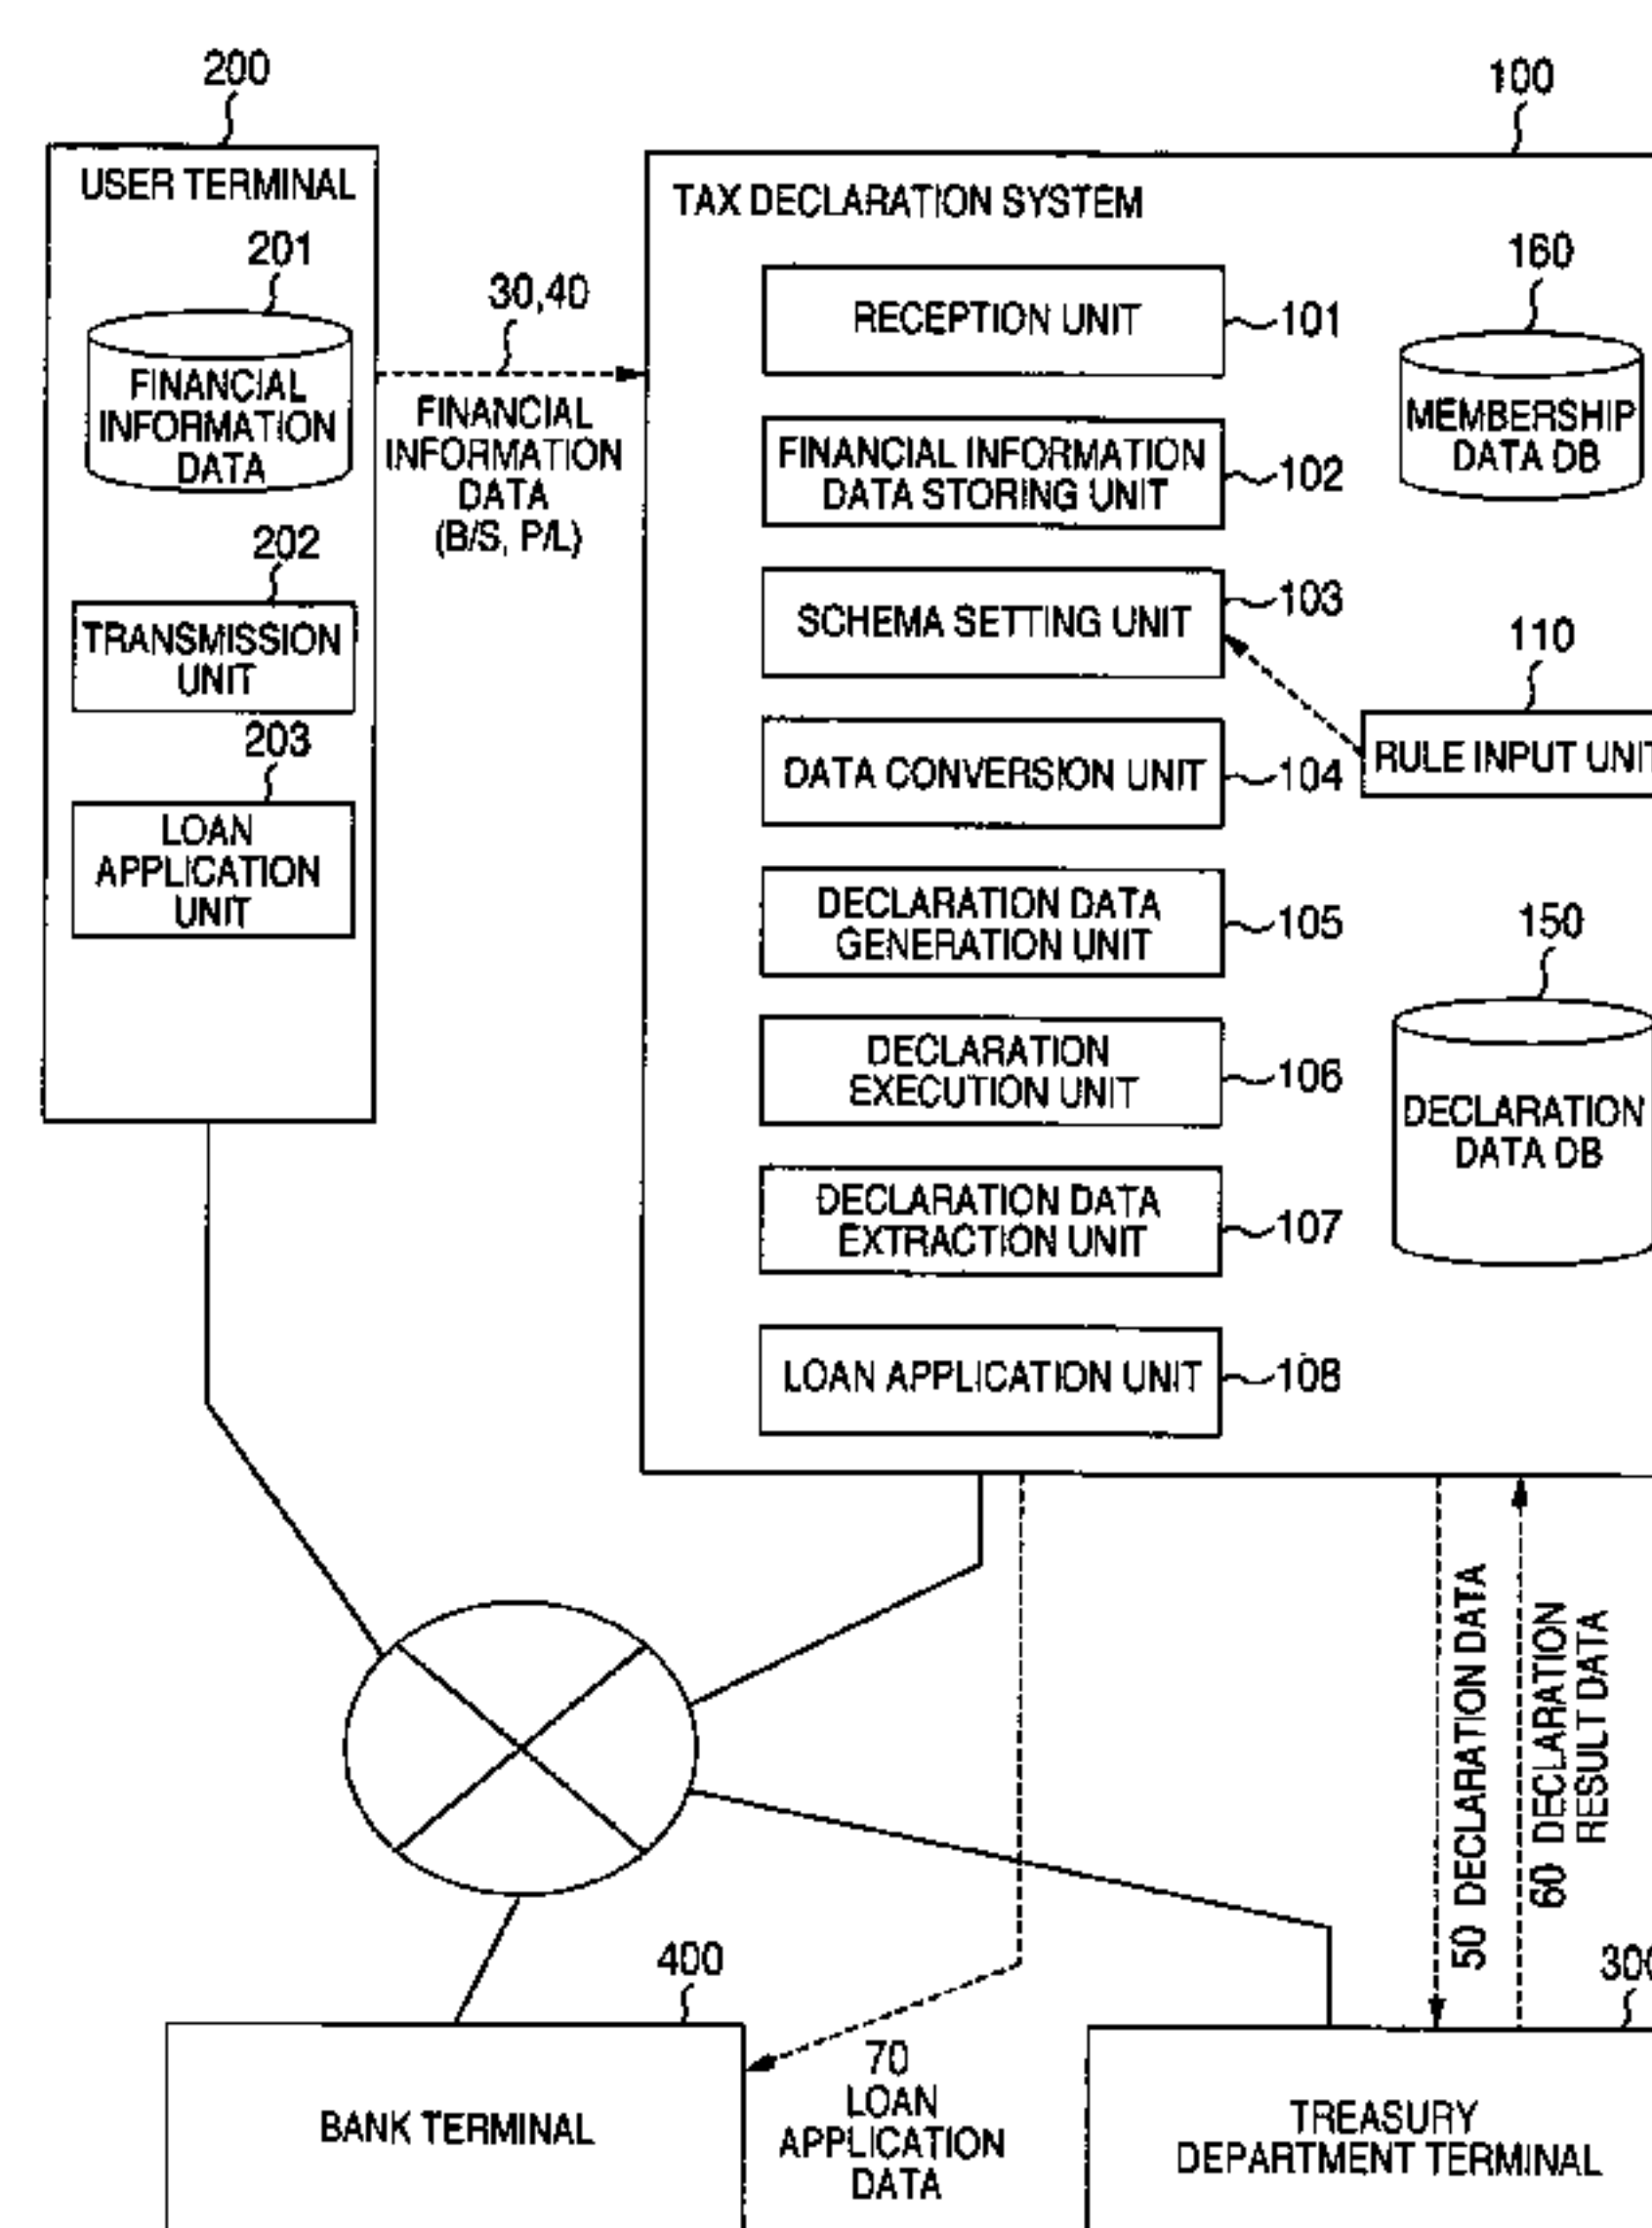 200
USER TERMINAL
201
FINANCIAL
INFORMATION
DATA
202
TRANSMISSION
UNIT
203
LOAN
APPLICATION
UNIT
30,40
FINANCIAL
INFORMATION
DATA
(B/S, P/L)
100
TAX DECLARATION SYSTEM
RECEPTION UNIT
101
FINANCIAL INFORMATION
DATA STORING UNIT
102
SCHEMA SETTING UNIT
103
DATA CONVERSION UNIT
104
DECLARATION DATA
GENERATION UNIT
105
DECLARATION
EXECUTION UNIT
106
DECLARATION DATA
EXTRACTION UNIT
107
LOAN APPLICATION UNIT
108
160
MEMBERSHIP
DATA DB
110
RULE INPUT UNIT
150
DECLARATION
DATA DB
50 DECLARATION DATA
60 DECLARATION
RESULT DATA
400
BANK TERMINAL
70
LOAN
APPLICATION
DATA
300
TREASURY
DEPARTMENT TERMINAL